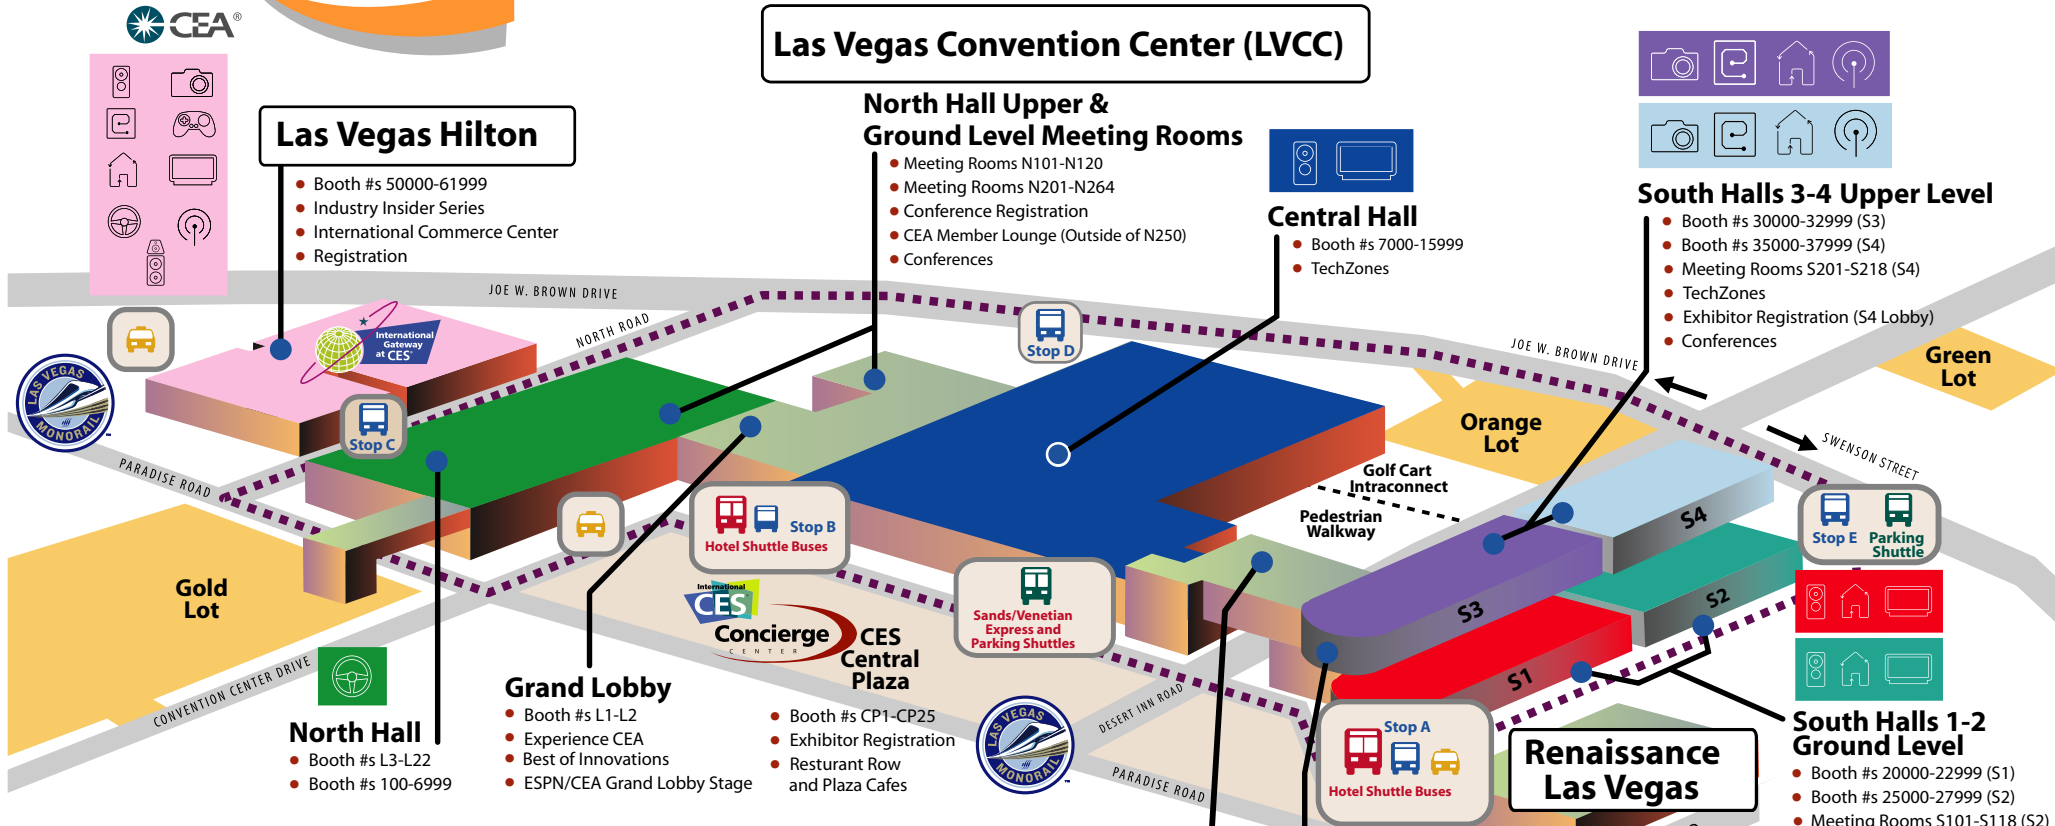 CEA®
Las Vegas Convention Center (LVCC)
Las Vegas Hilton
• Booth #s 50000-61999
• Industry Insider Series
• International Commerce Center
• Registration
North Hall Upper &
Ground Level Meeting Rooms
• Meeting Rooms N101-N120
• Meeting Rooms N201-N264
• Conference Registration
• CEA Member Lounge (Outside of N250)
• Conferences
Central Hall
• Booth #s 7000-15999
• TechZones
South Halls 3-4 Upper Level
• Booth #s 30000-32999 (S3)
• Booth #s 35000-37999 (S4)
• Meeting Rooms S201-S218 (S4)
• TechZones
• Exhibitor Registration (S4 Lobby)
• Conferences
JOE W. BROWN DRIVE
NORTH ROAD
International
Gateway
at CES®
LAS VEGAS
MONORAIL™
Stop C
Stop D
JOE W. BROWN DRIVE
Green
Lot
Orange
Lot
SWENSON STREET
PARADISE ROAD
Golf Cart
Intraconnect
Pedestrian
Walkway
S4
S3
S2
S1
Stop E
Parking
Shuttle
Stop B
Hotel Shuttle Buses
Gold
Lot
Sands/Venetian
Express and
Parking Shuttles
International
CES
Concierge
CENTER
CES
Central
Plaza
CONVENTION CENTER DRIVE
North Hall
• Booth #s L3-L22
• Booth #s 100-6999
Grand Lobby
• Booth #s L1-L2
• Experience CEA
• Best of Innovations
• ESPN/CEA Grand Lobby Stage
• Booth #s CP1-CP25
• Exhibitor Registration
• Resturant Row
and Plaza Cafes
LAS VEGAS
MONORAIL™
DESERT INN ROAD
PARADISE ROAD
Stop A
Hotel Shuttle Buses
Renaissance
Las Vegas
South Halls 1-2
Ground Level
• Booth #s 20000-22999 (S1)
• Booth #s 25000-27999 (S2)
• Meeting Rooms S101-S118 (S2)